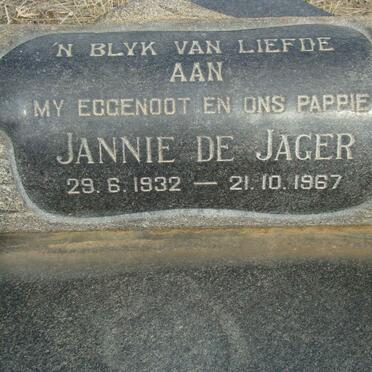 'N BLYK VAN LIEFDE
AAN
MY EGGENOOT EN ONS PAPPIE
JANNIE DE JAGER
29.6.1932 — 21.10.1967